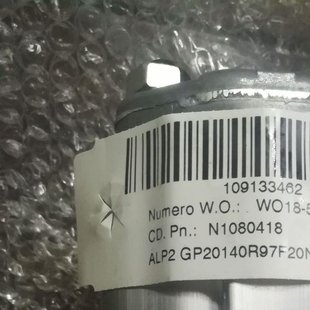 109133462
Numero W.O.: WO18-5
CD. Pn.: N1080418
ALP2 GP20140R97F20N